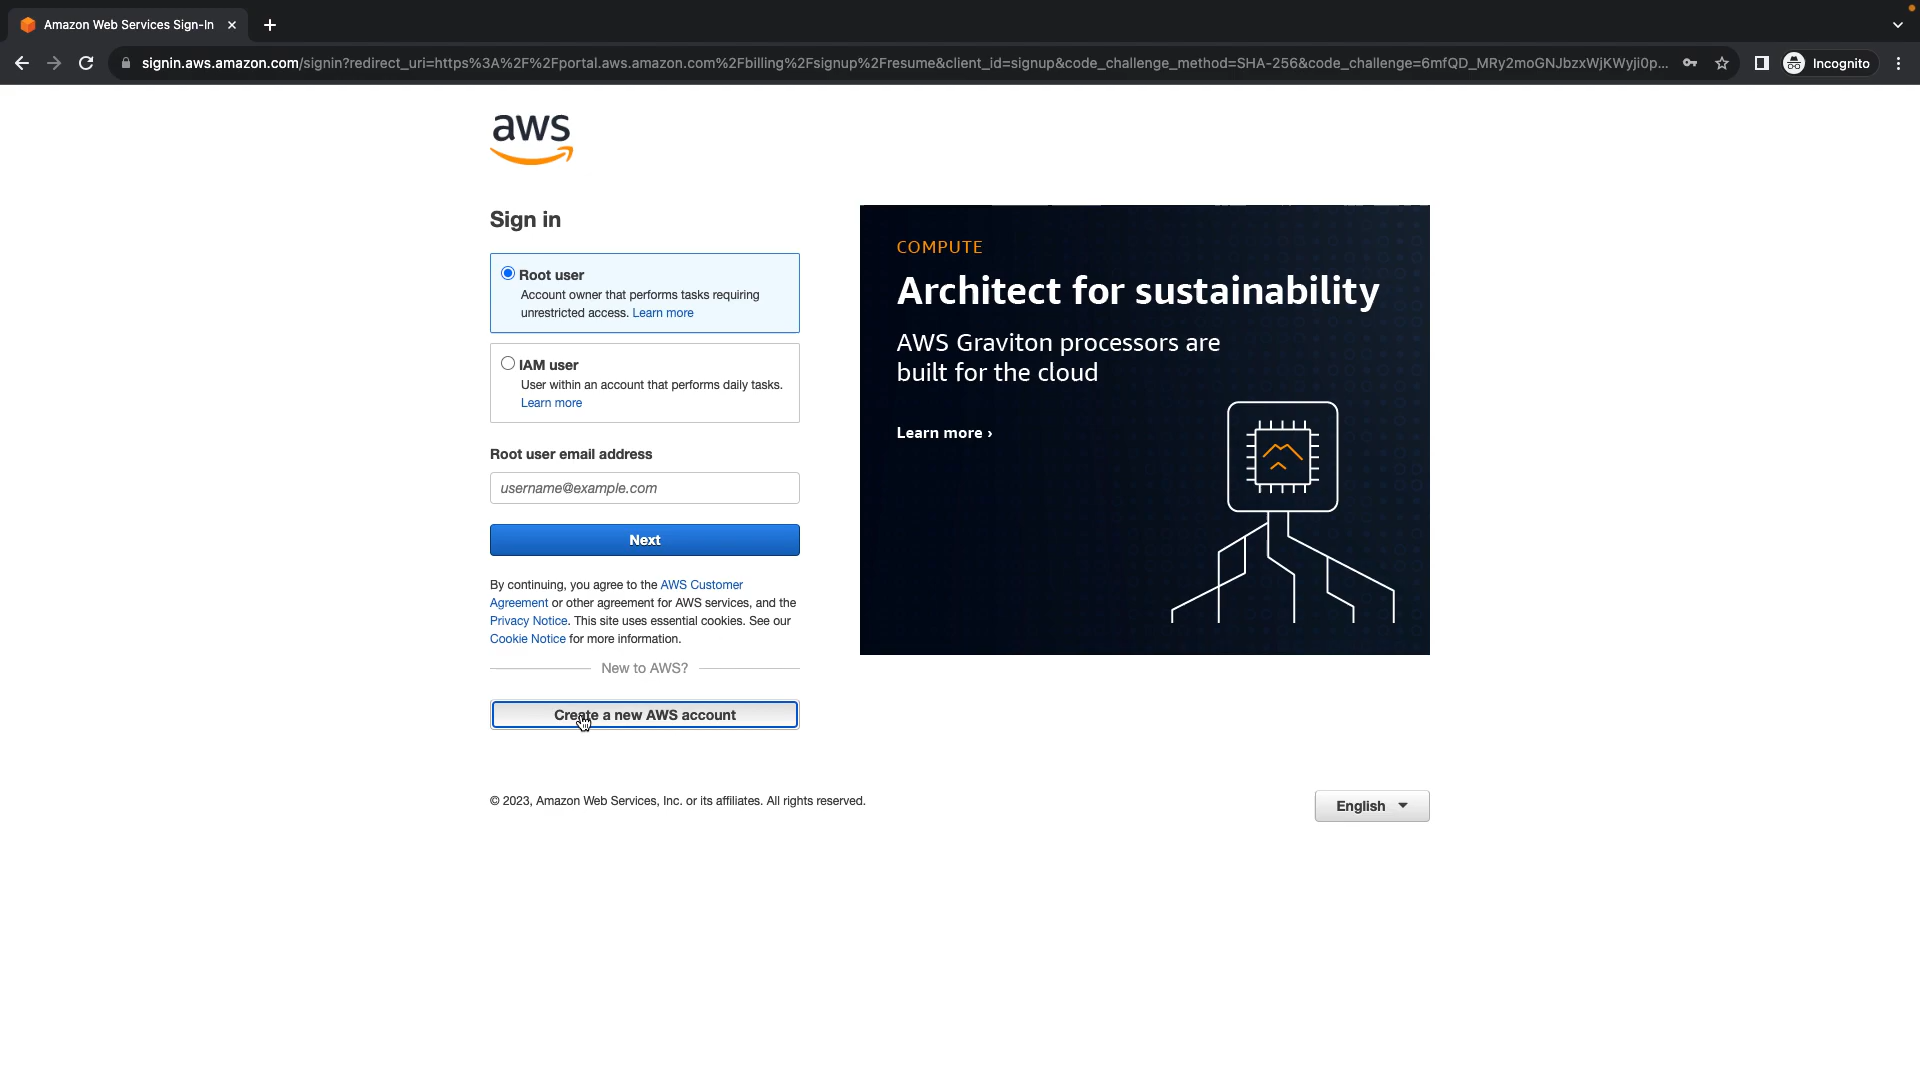 Amazon Web Services Sign-In
signin.aws.amazon.com/signin?redirect_uri=https%3A%2F%2Fportal.aws.amazon.com%2Fbilling%2Fsignup%2Fresume&client_id=signup&code_challenge_method=SHA-256&code_challenge=6mfQD_MRy2moGNJbzxWjKWyji0p...
Incognito
aws
Sign in
Root user
Account owner that performs tasks requiring
unrestricted access. Learn more
IAM user
User within an account that performs daily tasks.
Learn more
Root user email address
username@example.com
Next
By continuing, you agree to the AWS Customer
Agreement or other agreement for AWS services, and the
Privacy Notice. This site uses essential cookies. See our
Cookie Notice for more information.
New to AWS?
Create a new AWS account
COMPUTE
Architect for sustainability
AWS Graviton processors are
built for the cloud
Learn more ›
© 2023, Amazon Web Services, Inc. or its affiliates. All rights reserved.
English